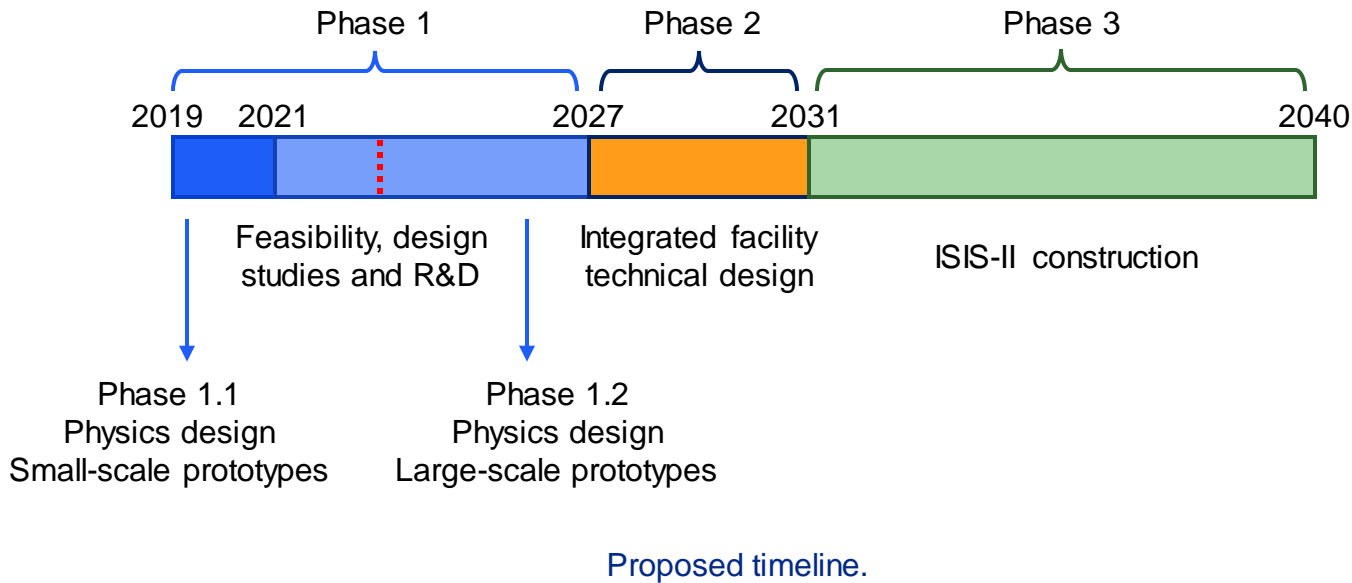 Phase 1
Phase 2
Phase 3
2019
2021
2027
2031
2040
Feasibility, design
studies and R&D
Integrated facility
technical design
ISIS-II construction
Phase 1.1
Physics design
Small-scale prototypes
Phase 1.2
Physics design
Large-scale prototypes
Proposed timeline.